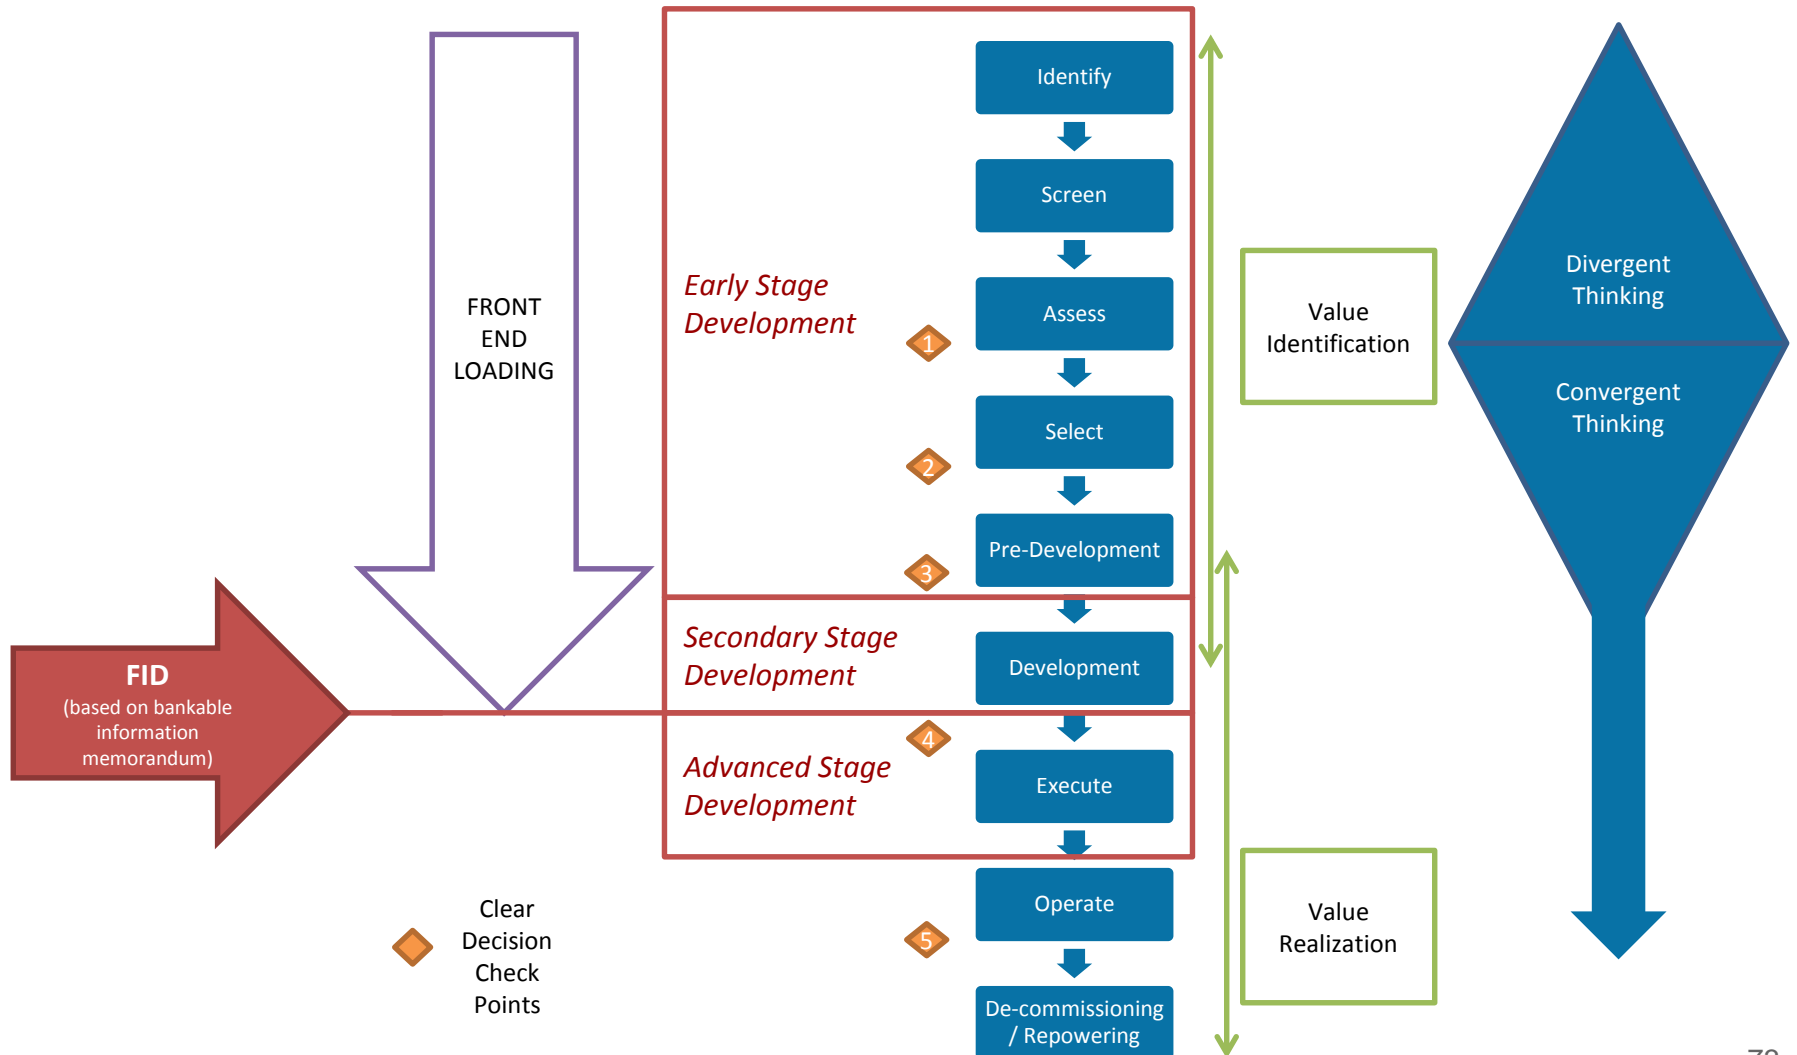 Identify
Screen
Early Stage
Development
Assess
1
Select
2
Pre-Development
3
Secondary Stage
Development
Development
4
Advanced Stage
Development
Execute
Operate
5
De-commissioning
/ Repowering
FRONT
END
LOADING
FID
(based on bankable
information
memorandum)
Clear
Decision
Check
Points
Value
Identification
Value
Realization
Divergent
Thinking
Convergent
Thinking